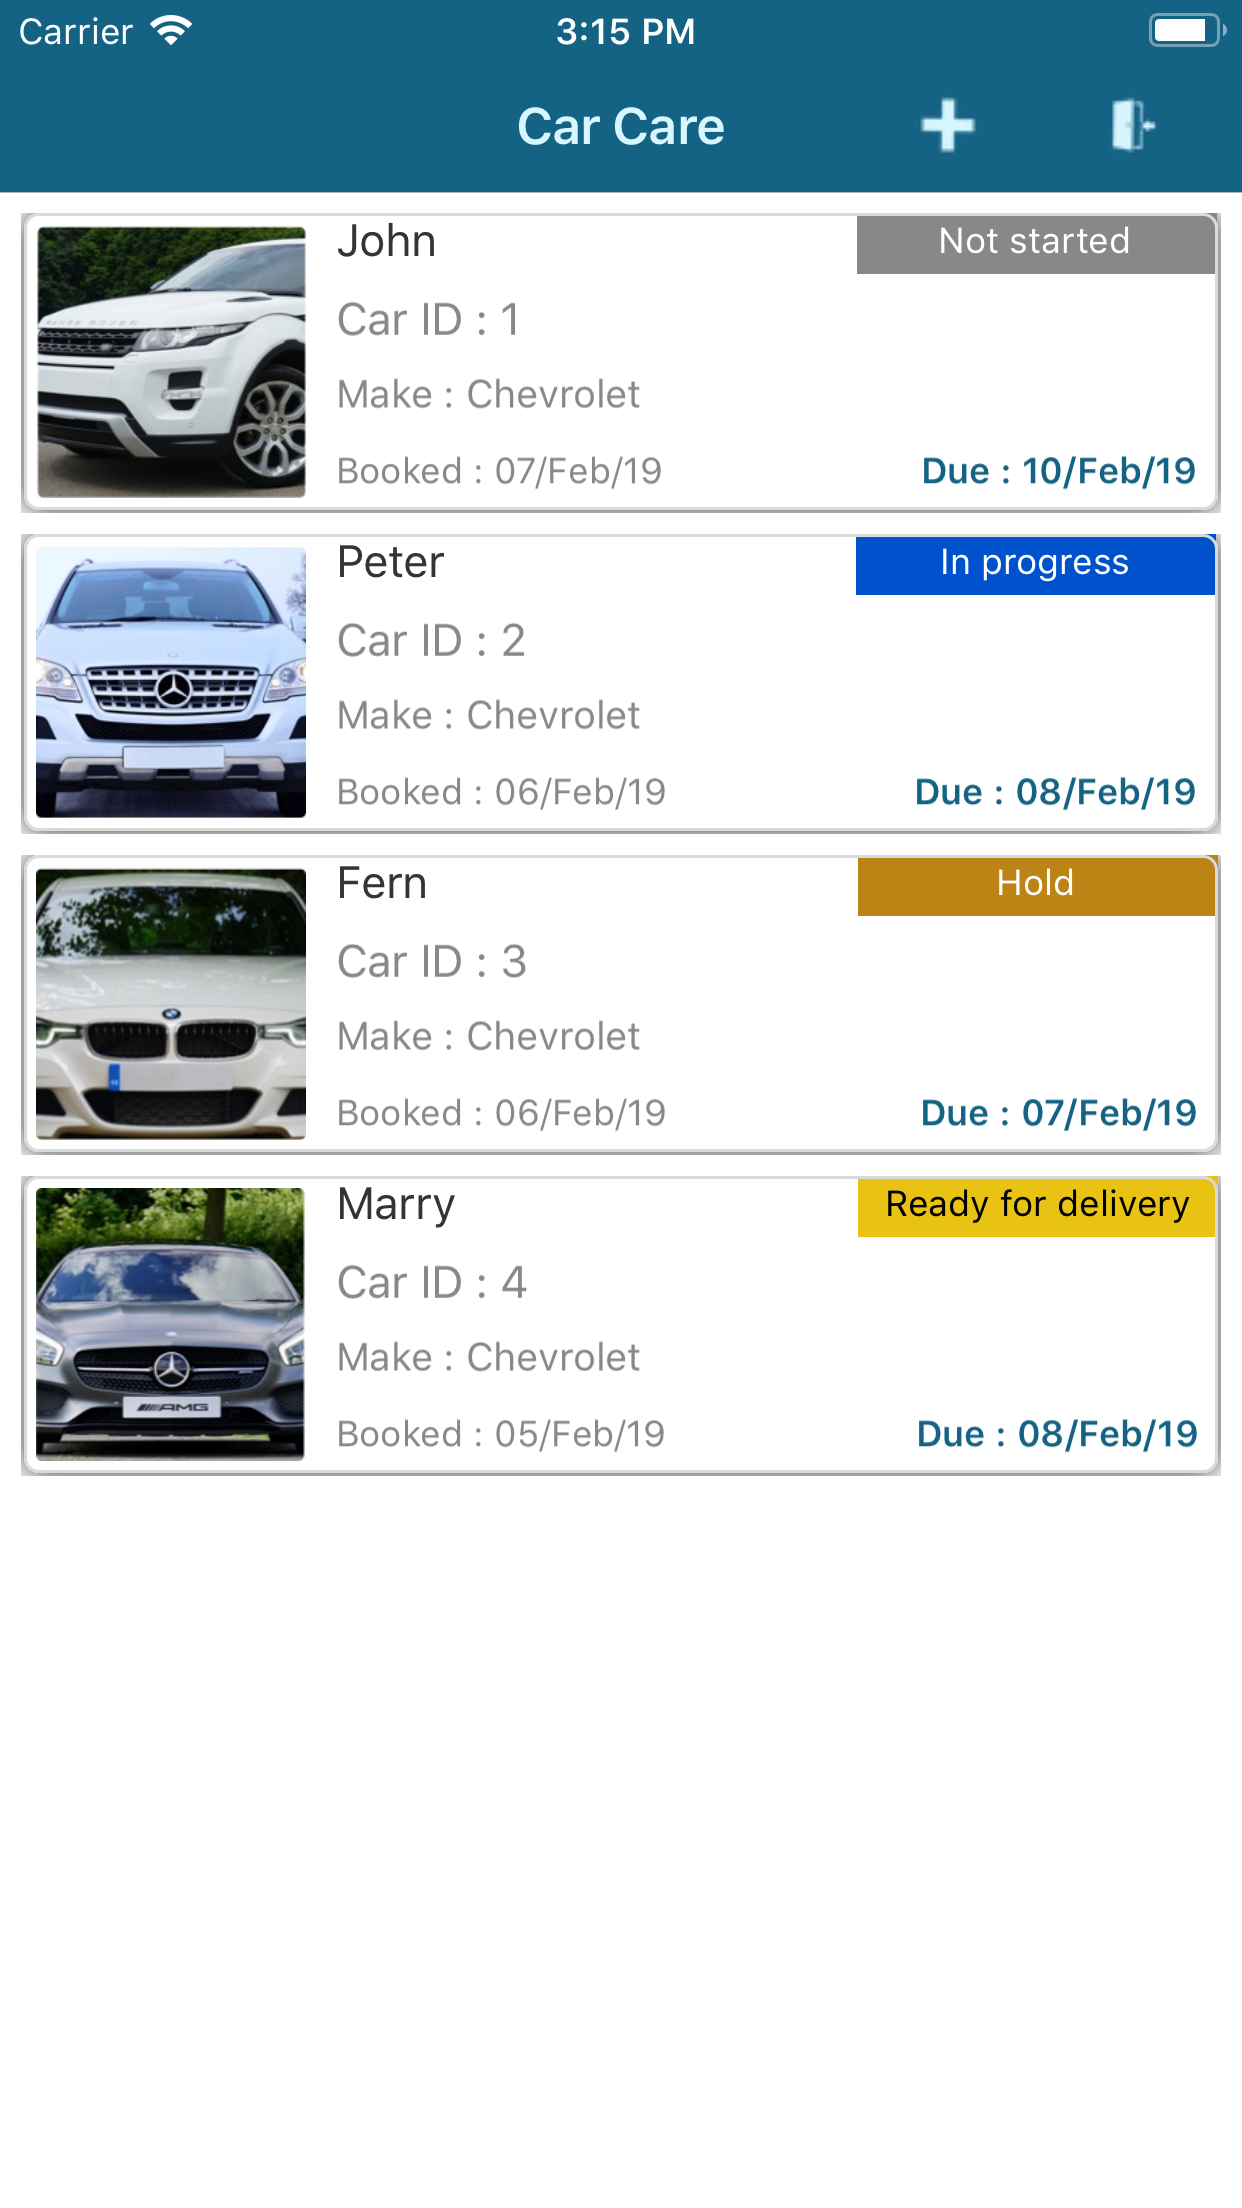 Carrier 3:15 PM
Car Care
John Not started
Car ID : 1
Make : Chevrolet
Booked : 07/Feb/19 Due : 10/Feb/19
Peter In progress
Car ID : 2
Make : Chevrolet
Booked : 06/Feb/19 Due : 08/Feb/19
Fern Hold
Car ID : 3
Make : Chevrolet
Booked : 06/Feb/19 Due : 07/Feb/19
Marry Ready for delivery
Car ID : 4
Make : Chevrolet
AMG
Booked : 05/Feb/19 Due : 08/Feb/19